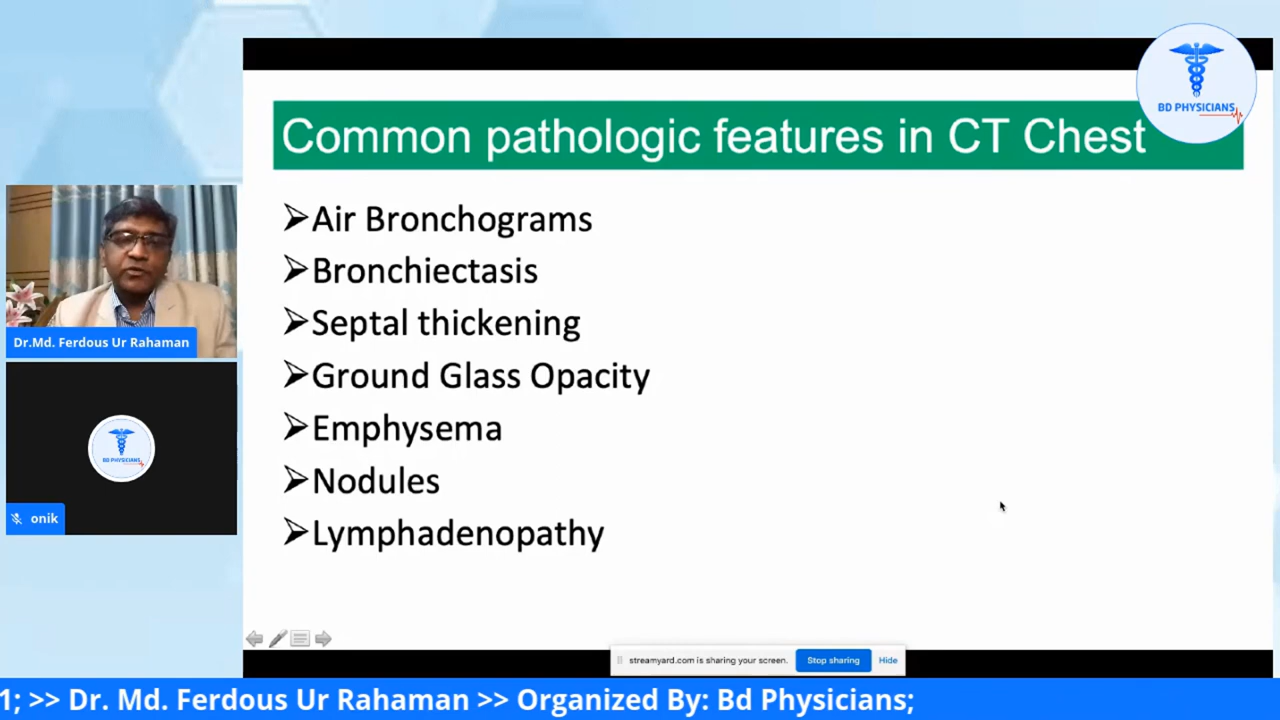 BD PHYSICIANS
Common pathologic features in CT Chest
➢Air Bronchograms
➢Bronchiectasis
➢Septal thickening
➢Ground Glass Opacity
➢Emphysema
➢Nodules
➢Lymphadenopathy
Dr.Md. Ferdous Ur Rahaman
BD PHYSICIANS
onik
streamyard.com is sharing your screen. Stop sharing Hide
1; >> Dr. Md. Ferdous Ur Rahaman >> Organized By: Bd Physicians;